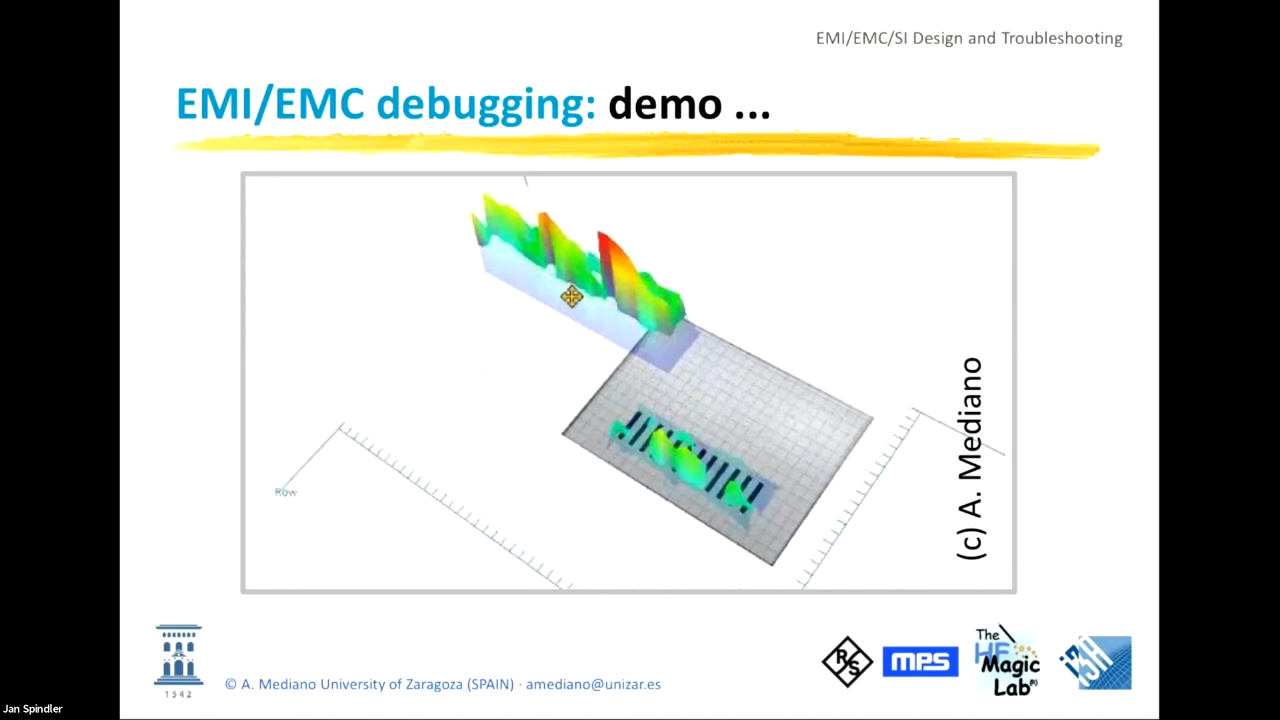 EMI/EMC/SI Design and Troubleshooting
EMI/EMC debugging: demo ...
Row
(c) A. Mediano
1542
© A. Mediano University of Zaragoza (SPAIN) · amediano@unizar.es
R&S
MPS
The
HF
Magic
Lab(R)
i3A
Jan Spindler